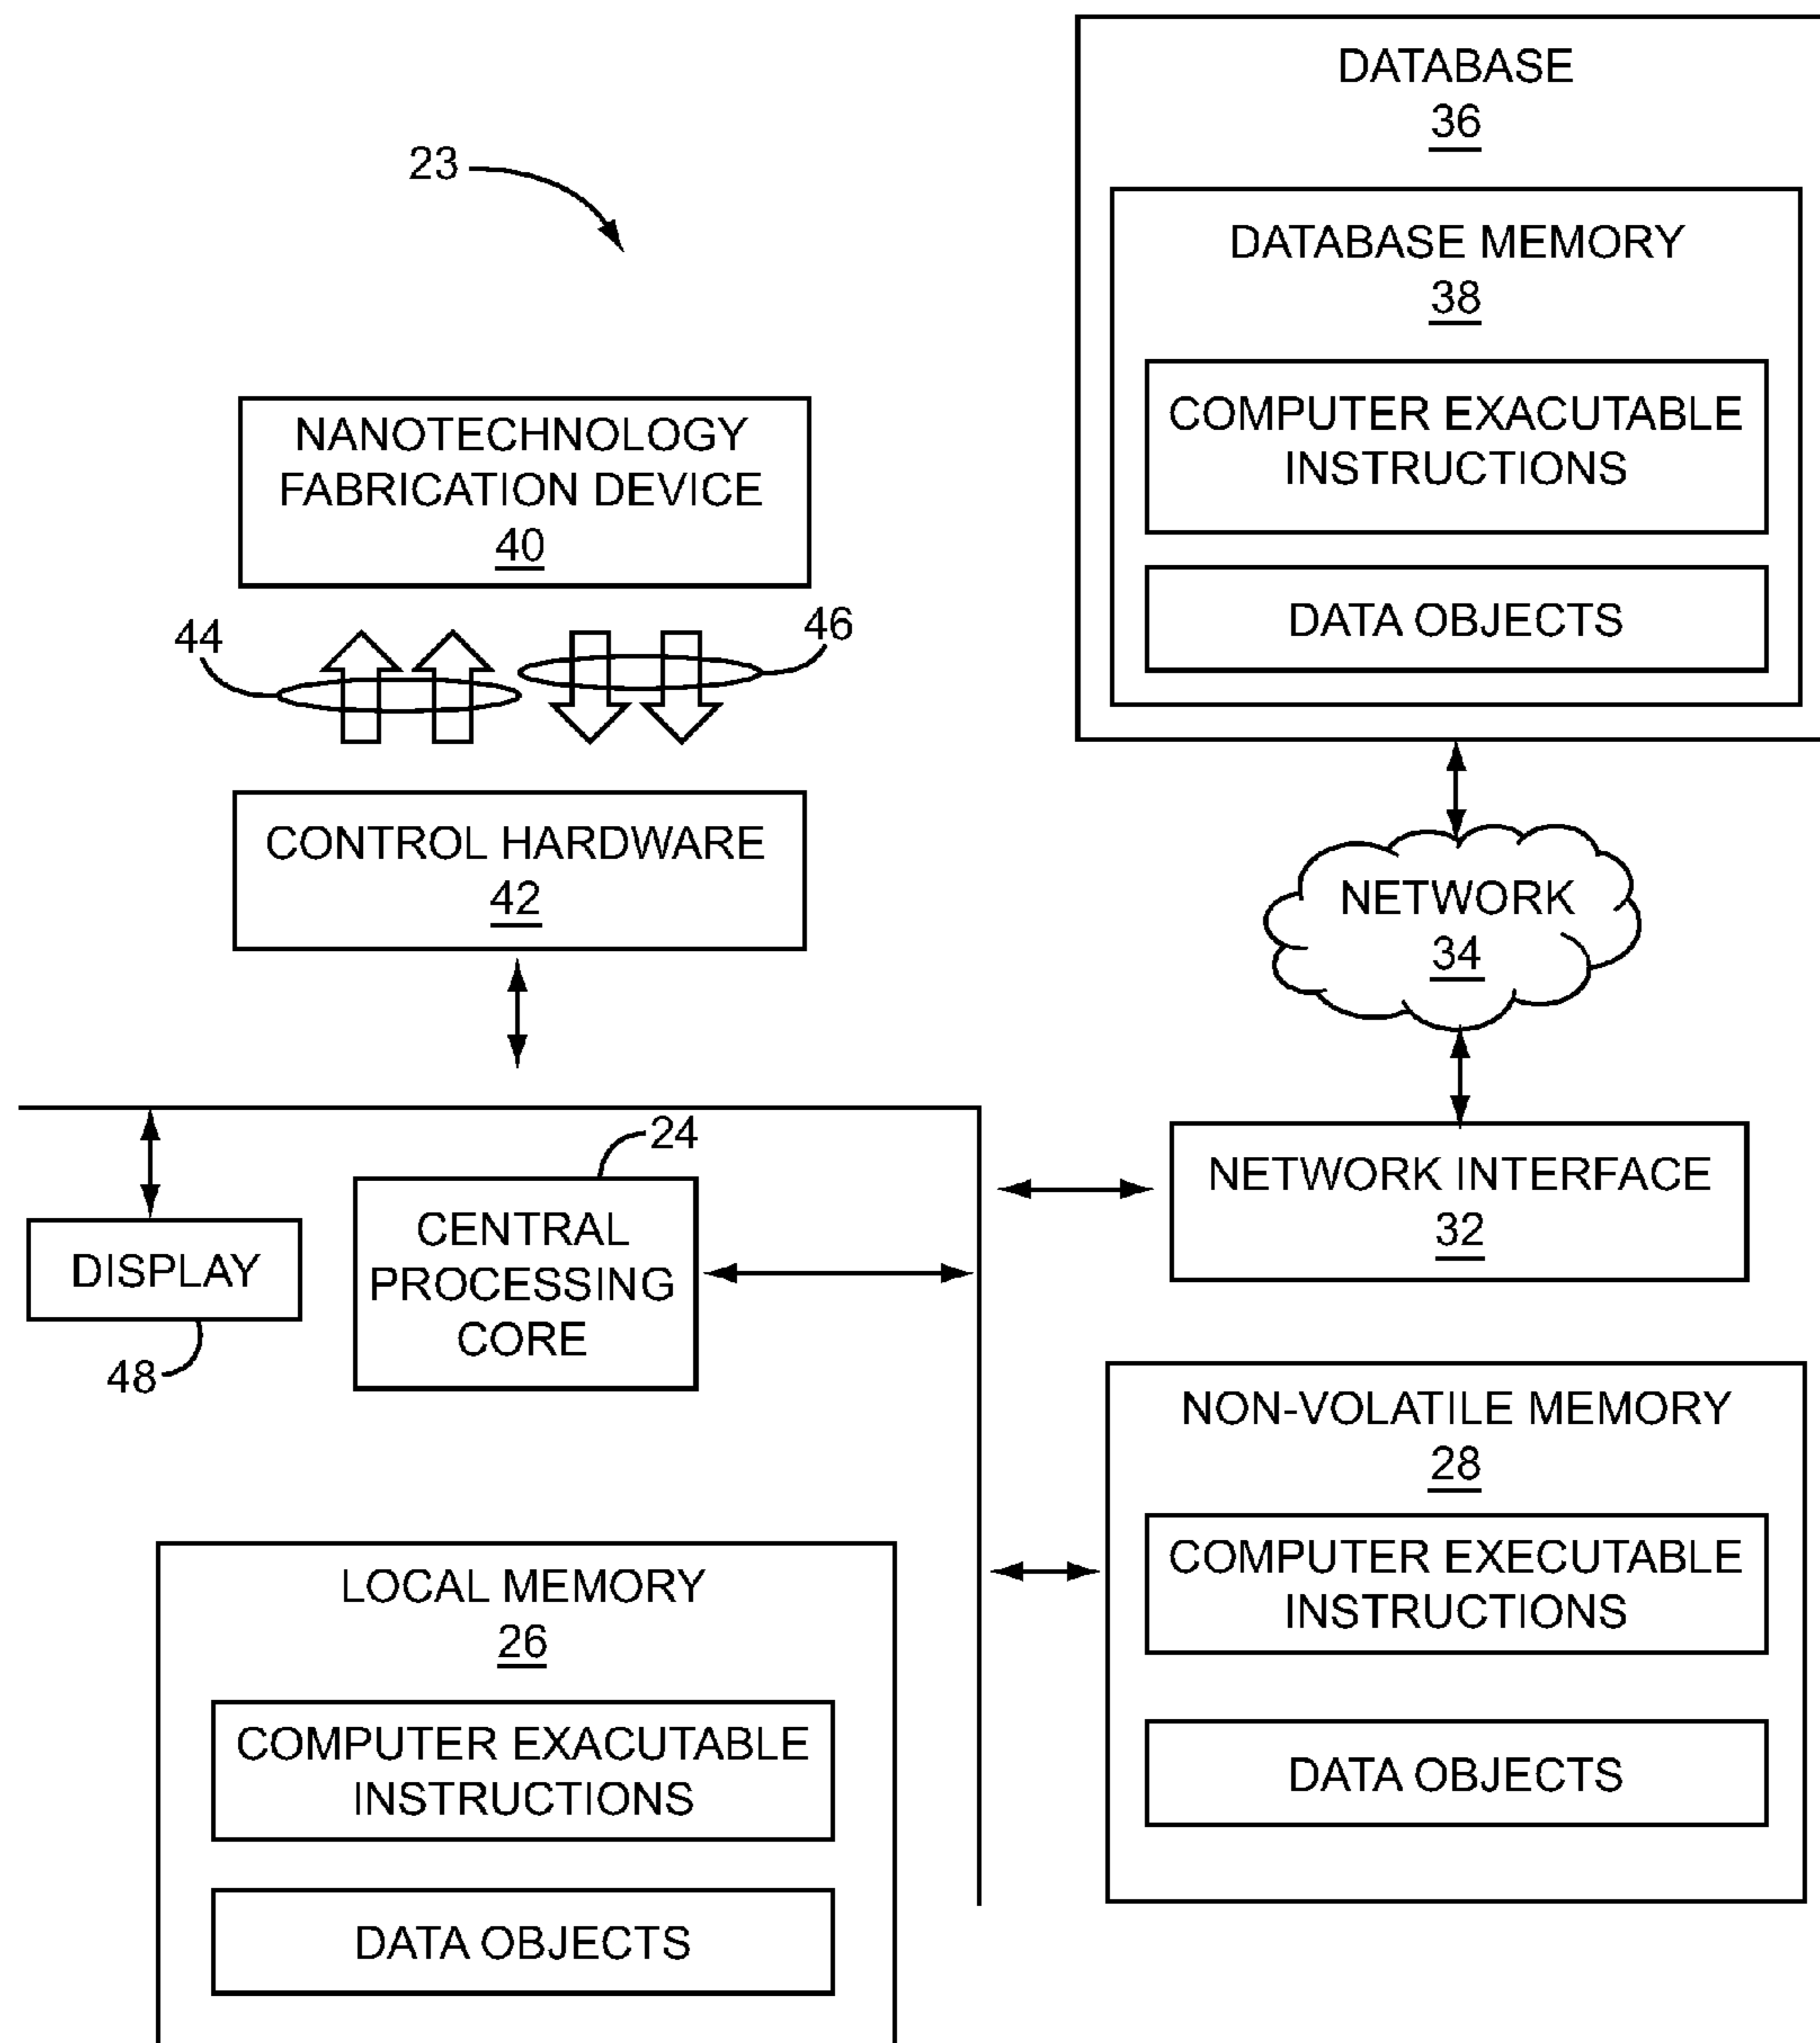 DATABASE
36
23
DATABASE MEMORY
38
COMPUTER EXACUTABLE
INSTRUCTIONS
DATA OBJECTS
NANOTECHNOLOGY
FABRICATION DEVICE
40
44
46
CONTROL HARDWARE
42
NETWORK
34
24
NETWORK INTERFACE
32
DISPLAY
48
CENTRAL
PROCESSING
CORE
NON-VOLATILE MEMORY
28
COMPUTER EXECUTABLE
INSTRUCTIONS
DATA OBJECTS
LOCAL MEMORY
26
COMPUTER EXACUTABLE
INSTRUCTIONS
DATA OBJECTS